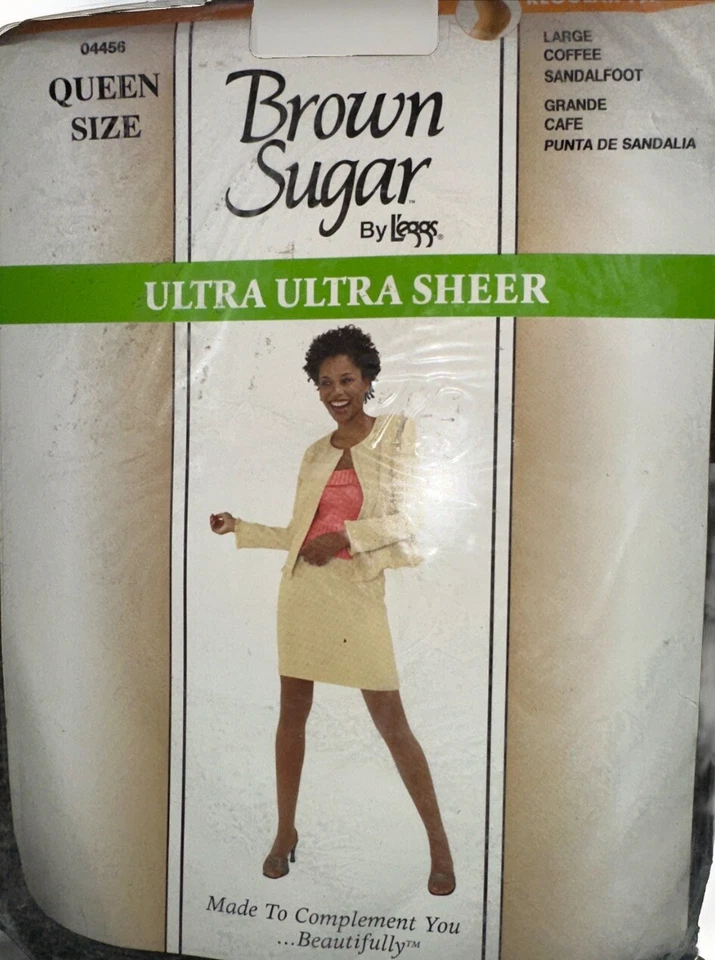 04456
QUEEN
SIZE
Brown
Sugar™
By L'eggs®
LARGE
COFFEE
SANDALFOOT
GRANDE
CAFE
PUNTA DE SANDALIA
ULTRA ULTRA SHEER
Made To Complement You
...Beautifully™